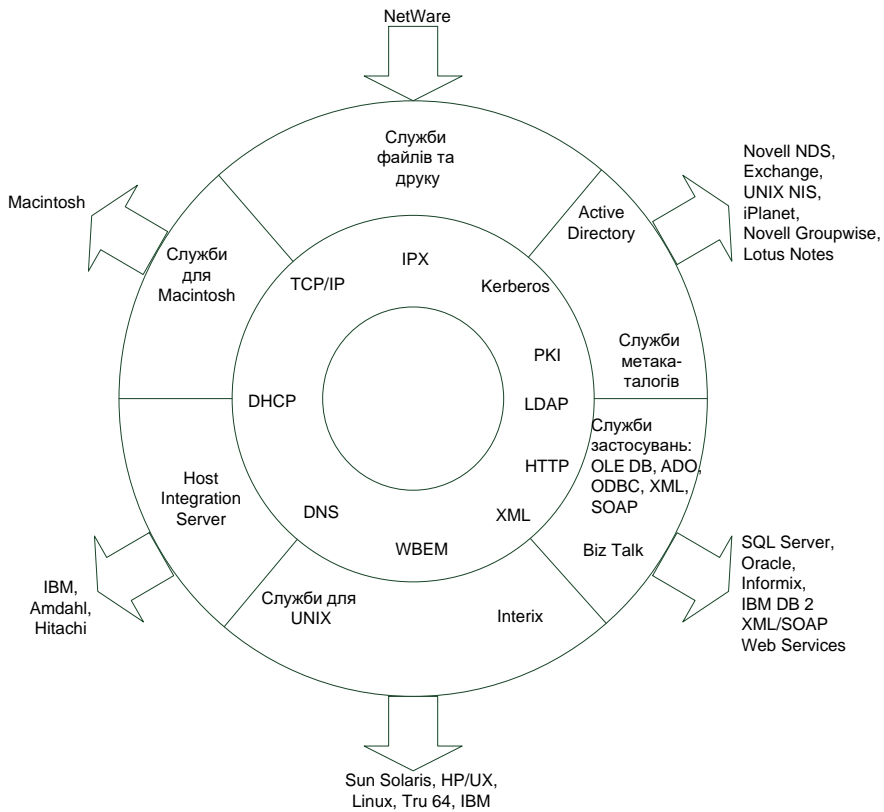 NetWare
Служби
файлів та
друку
Novell NDS,
Exchange,
UNIX NIS,
iPlanet,
Novell Groupwise,
Lotus Notes
Active
Directory
Macintosh
Служби
для
Macintosh
TCP/IP
IPX
Kerberos
PKI
LDAP
HTTP
XML
WBEM
DNS
DHCP
Служби
метака-
талогів
Служби
застосувань:
OLE DB, ADO,
ODBC, XML,
SOAP
Biz Talk
Host
Integration
Server
SQL Server,
Oracle,
Informix,
IBM DB 2
XML/SOAP
Web Services
IBM,
Amdahl,
Hitachi
Служби для
UNIX
Interix
Sun Solaris, HP/UX,
Linux, Tru 64, IBM